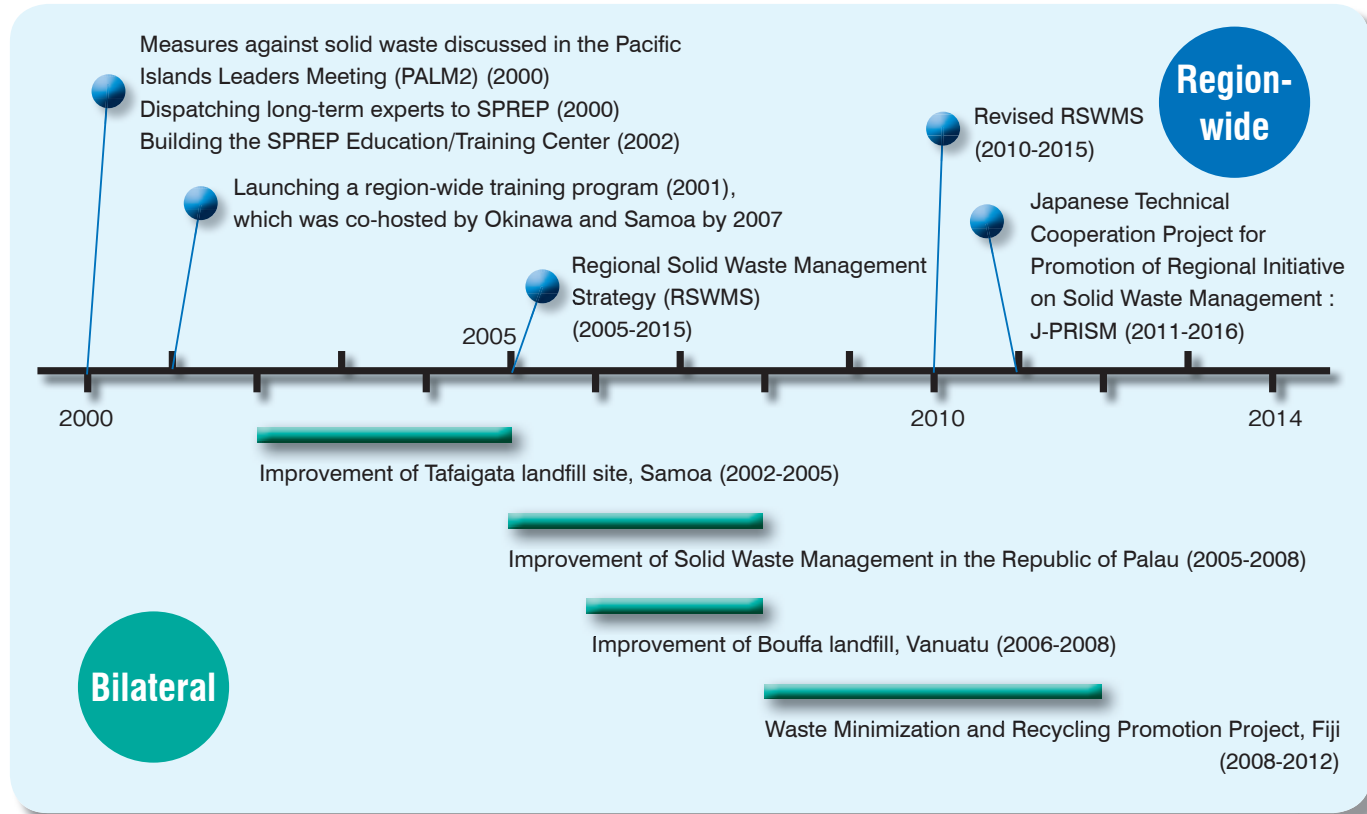 Measures against solid waste discussed in the Pacific
Islands Leaders Meeting (PALM2) (2000)
Dispatching long-term experts to SPREP (2000)
Building the SPREP Education/Training Center (2002)
Region-
wide
Revised RSWMS
(2010-2015)
Launching a region-wide training program (2001),
which was co-hosted by Okinawa and Samoa by 2007
Japanese Technical
Cooperation Project for
Promotion of Regional Initiative
on Solid Waste Management :
J-PRISM (2011-2016)
Regional Solid Waste Management
Strategy (RSWMS)
(2005-2015)
2005
2000
2010
2014
Improvement of Tafaigata landfill site, Samoa (2002-2005)
Improvement of Solid Waste Management in the Republic of Palau (2005-2008)
Improvement of Bouffa landfill, Vanuatu (2006-2008)
Bilateral
Waste Minimization and Recycling Promotion Project, Fiji
(2008-2012)